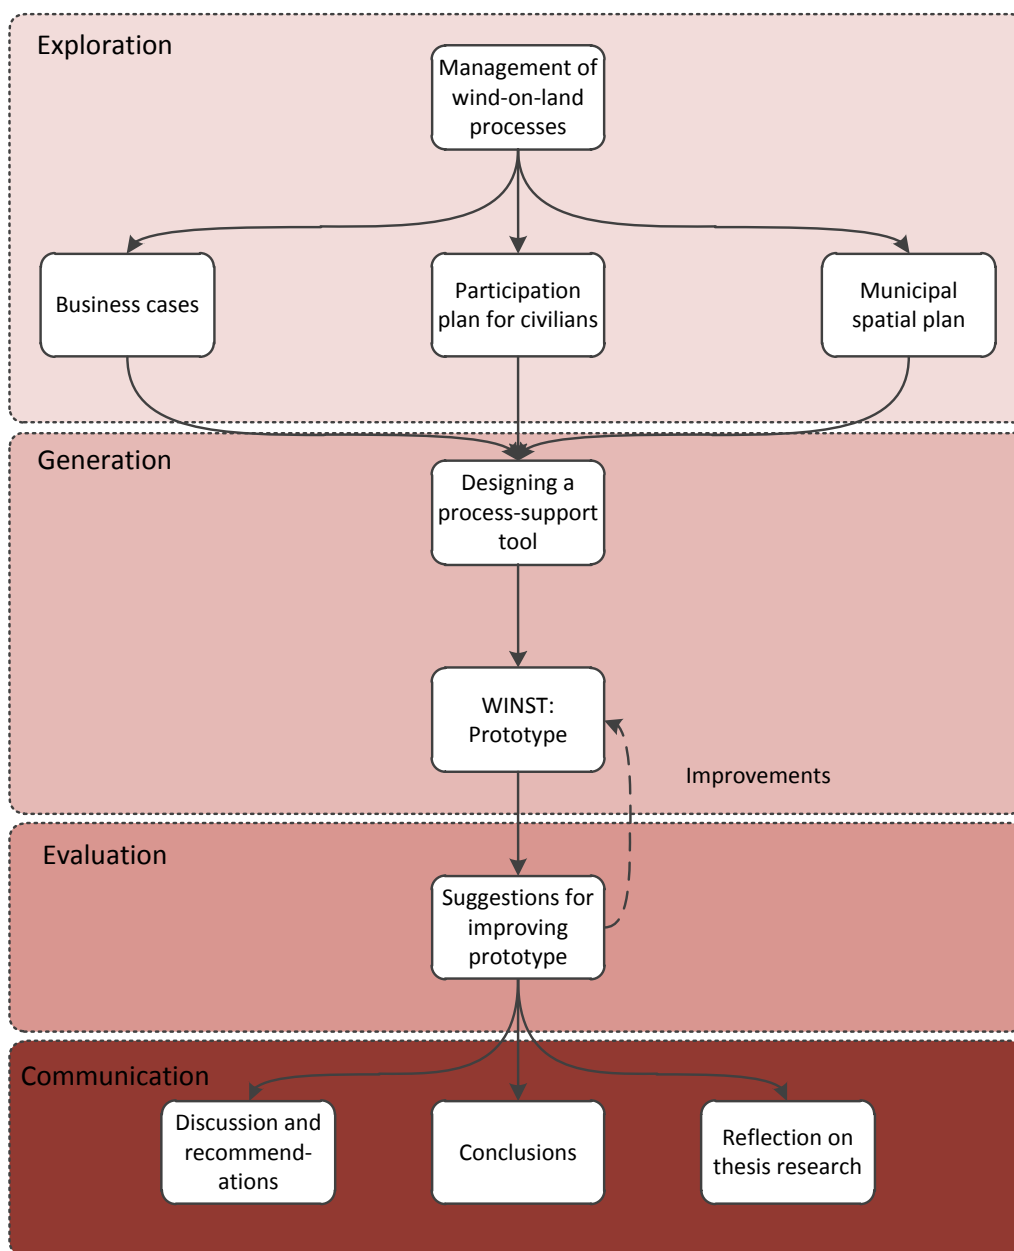 Exploration
Management of
wind-on-land
processes
Business cases
Participation
plan for civilians
Municipal
spatial plan
Generation
Designing a
process-support
tool
WINST:
Prototype
Improvements
Evaluation
Suggestions for
improving
prototype
Communication
Discussion and
recommend-
ations
Conclusions
Reflection on
thesis research